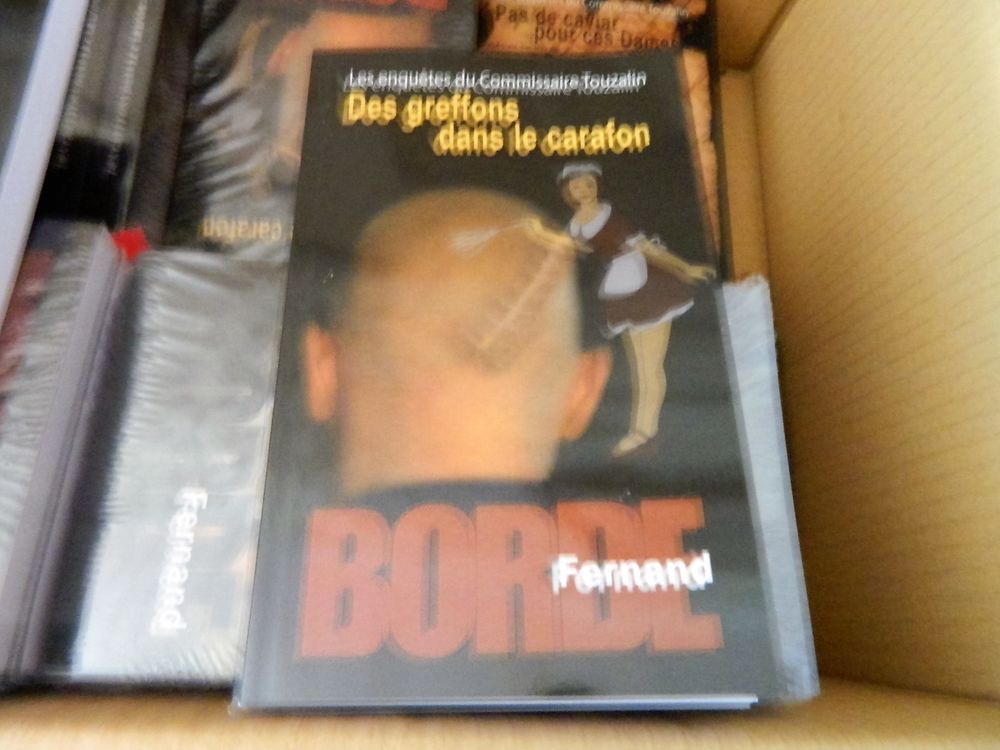 Pas de caviar
pour ces Dames
Les enquêtes du Commissaire Touzalin
Des greffons
dans le carafon
carafon
BORDE
Fernand
Fernand